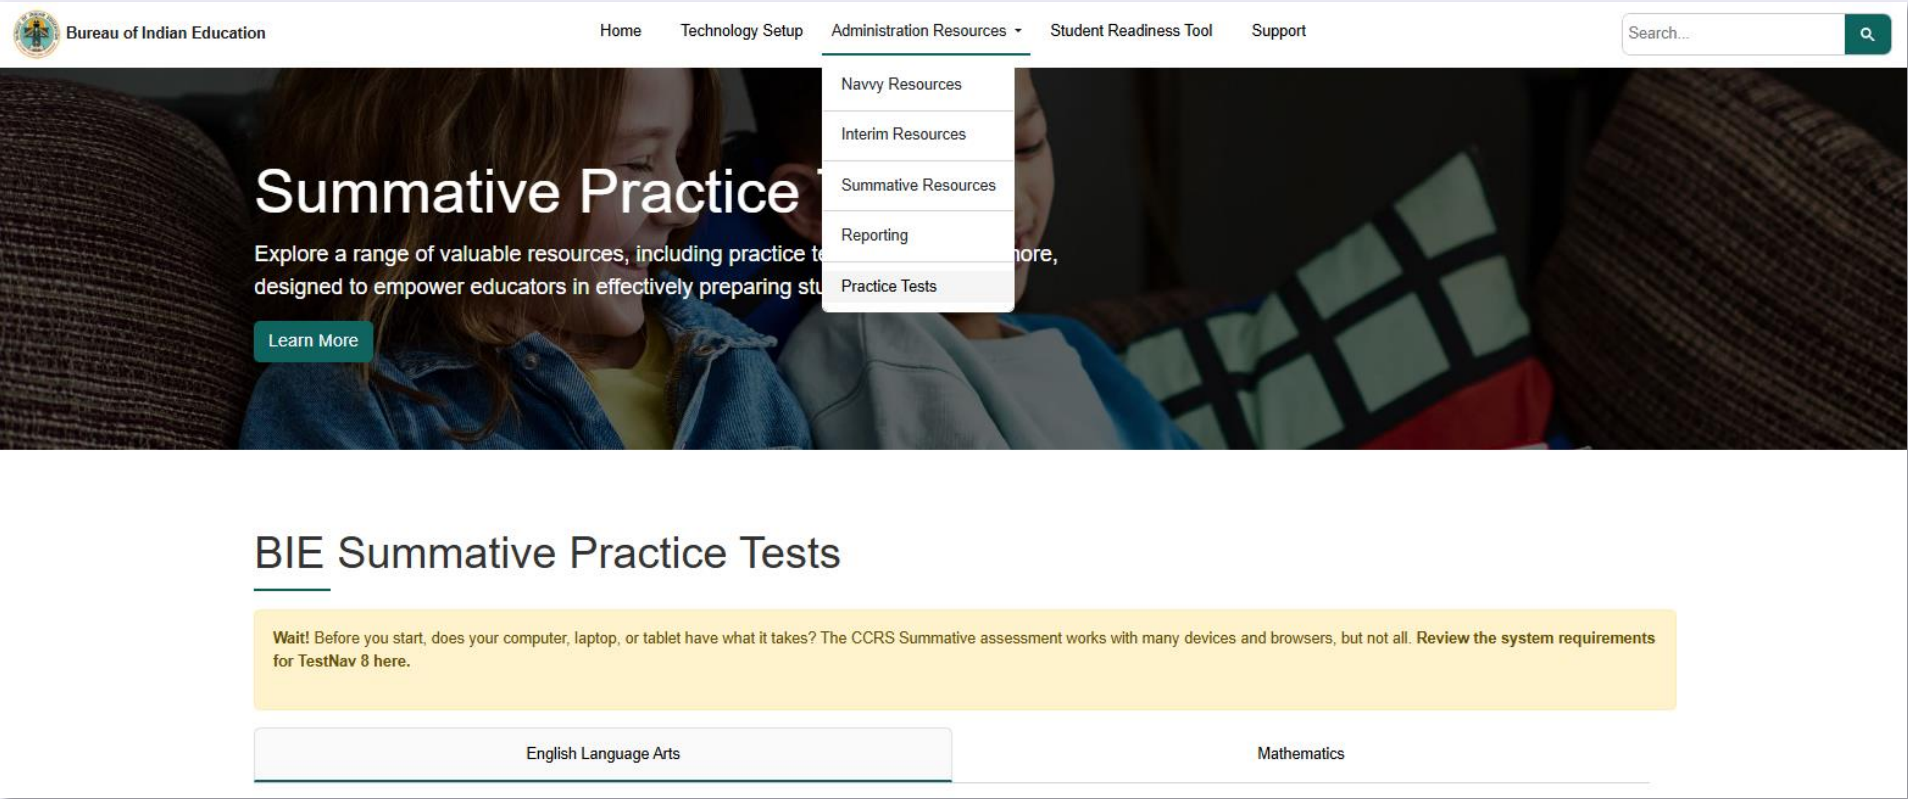 Bureau of Indian Education
Home
Technology Setup
Administration Resources
Student Readiness Tool
Support
Search...
Navvy Resources
Interim Resources
Summative Resources
Reporting
Practice Tests
Summative Practice
Explore a range of valuable resources, including practice
designed to empower educators in effectively preparing
Learn More
BIE Summative Practice Tests
Wait! Before you start, does your computer, laptop, or tablet have what it takes? The CCRS Summative assessment works with many devices and browsers, but not all. Review the system requirements
for TestNav 8 here.
English Language Arts
Mathematics